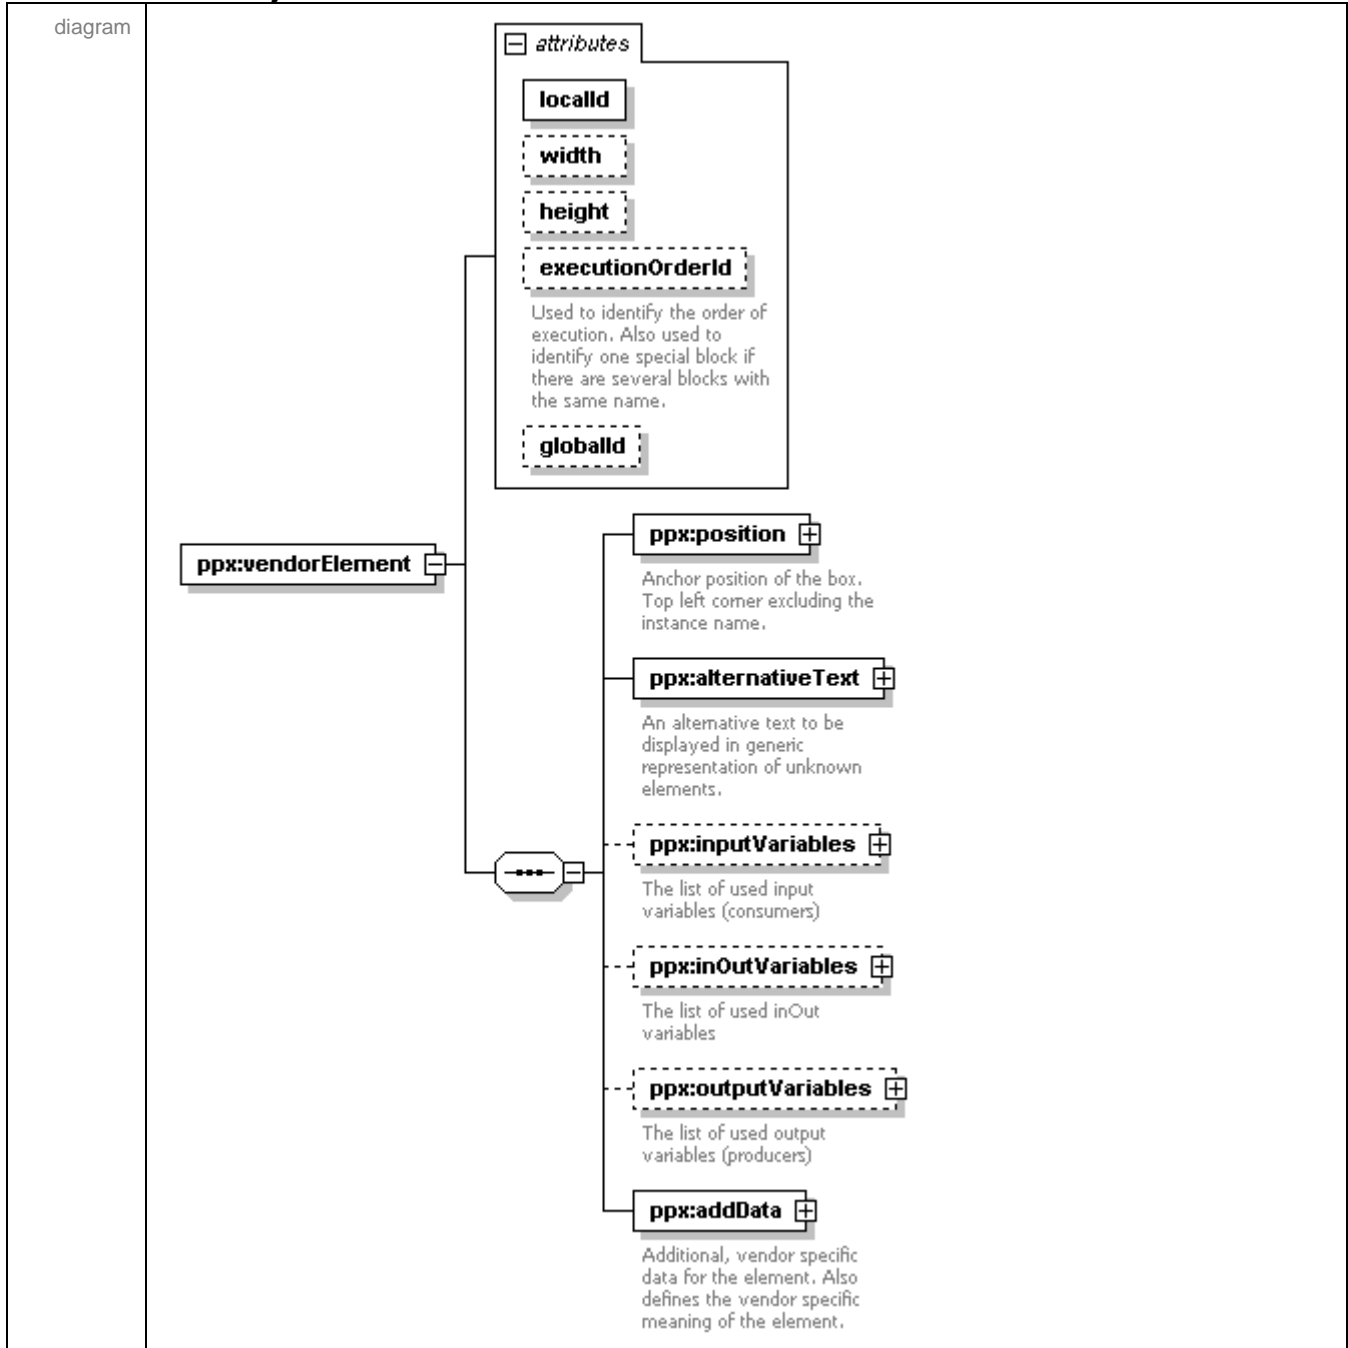 diagram
attributes
localId
width
height
executionOrderId
Used to identify the order of
execution. Also used to
identify one special block if
there are several blocks with
the same name.
globalId
ppx:vendorElement
ppx:position
Anchor position of the box.
Top left corner excluding the
instance name.
ppx:alternativeText
An alternative text to be
displayed in generic
representation of unknown
elements.
ppx:inputVariables
The list of used input
variables (consumers)
ppx:inOutVariables
The list of used inOut
variables
ppx:outputVariables
The list of used output
variables (producers)
ppx:addData
Additional, vendor specific
data for the element. Also
defines the vendor specific
meaning of the element.